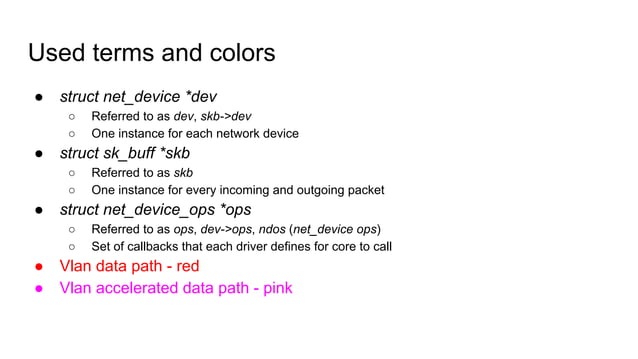 Used terms and colors
● struct net_device *dev
○ Referred to as dev, skb->dev
○ One instance for each network device
● struct sk_buff *skb
○ Referred to as skb
○ One instance for every incoming and outgoing packet
● struct net_device_ops *ops
○ Referred to as ops, dev->ops, ndos (net_device ops)
○ Set of callbacks that each driver defines for core to call
● Vlan data path - red
● Vlan accelerated data path - pink